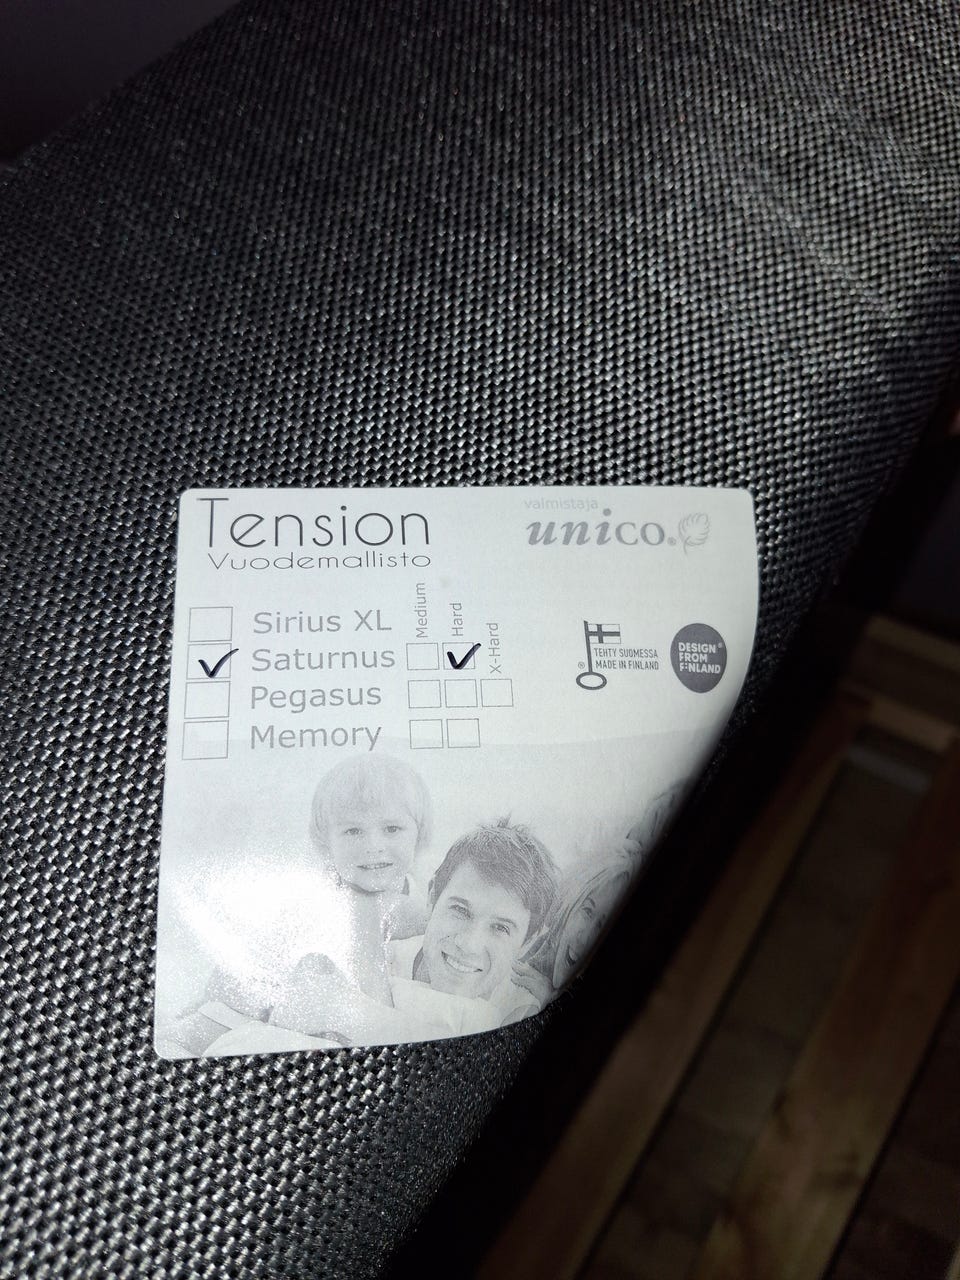 Tension
Vuodemallisto
valmistaja
unico.®
Medium
Hard
X-Hard
Sirius XL
Saturnus
Pegasus
Memory
® TEHTY SUOMESSA
MADE IN FINLAND
DESIGN®
FROM
FINLAND